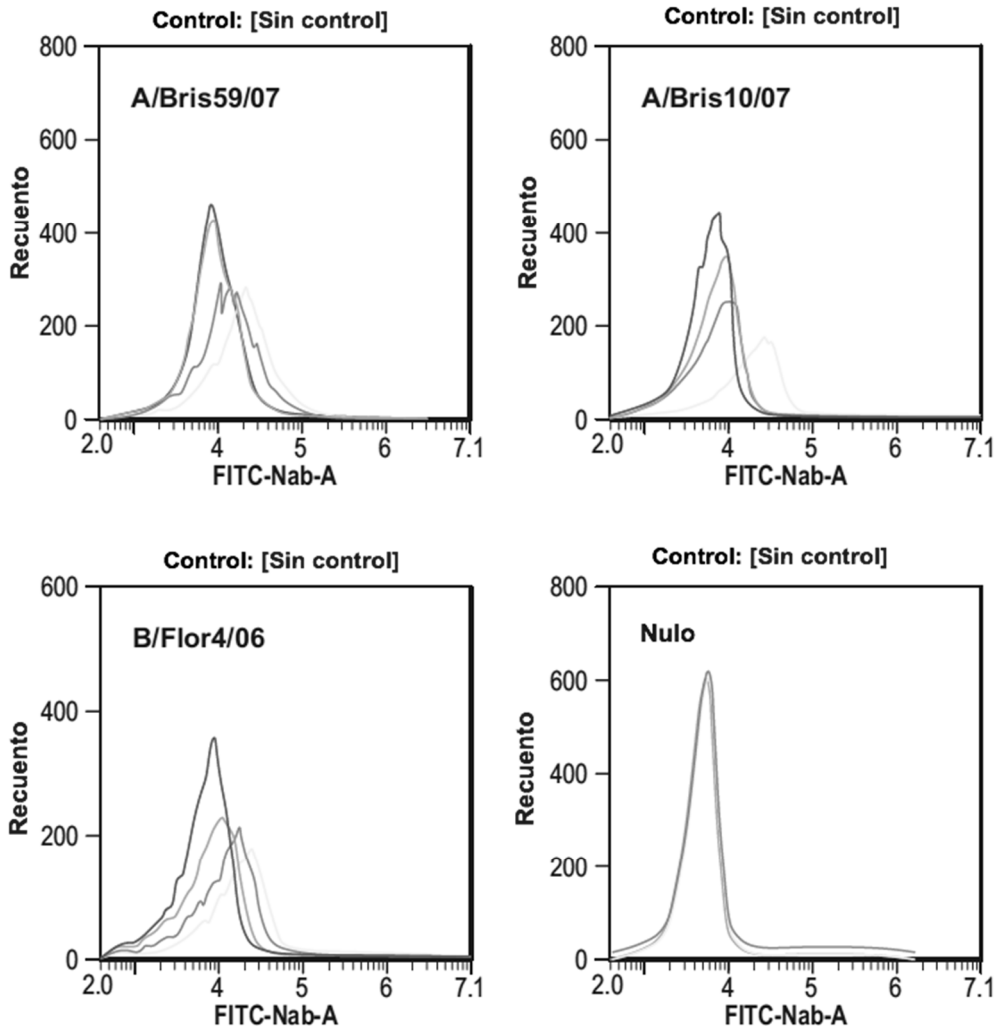 Control: [Sin control]
800
600
400
200
0
Recuento
A/Bris59/07
2.0 4 5 6 7.1
FITC-Nab-A
Control: [Sin control]
800
600
400
200
0
Recuento
A/Bris10/07
2.0 4 5 6 7.1
FITC-Nab-A
Control: [Sin control]
600
400
200
0
Recuento
B/Flor4/06
2.0 4 5 6 7.1
FITC-Nab-A
Control: [Sin control]
800
600
400
200
0
Recuento
Nulo
2.0 4 5 6 7.1
FITC-Nab-A